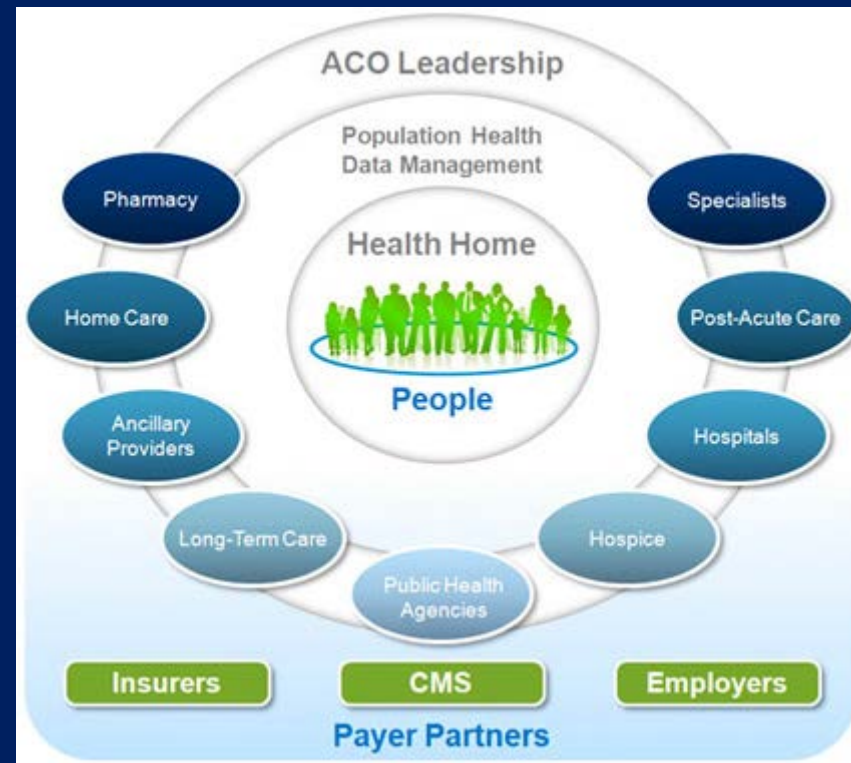 ACO Leadership
Population Health
Data Management
Pharmacy
Specialists
Health Home
Home Care
Post-Acute Care
People
Ancillary
Providers
Hospitals
Long-Term Care
Hospice
Public Health
Agencies
Insurers
CMS
Employers
Payer Partners